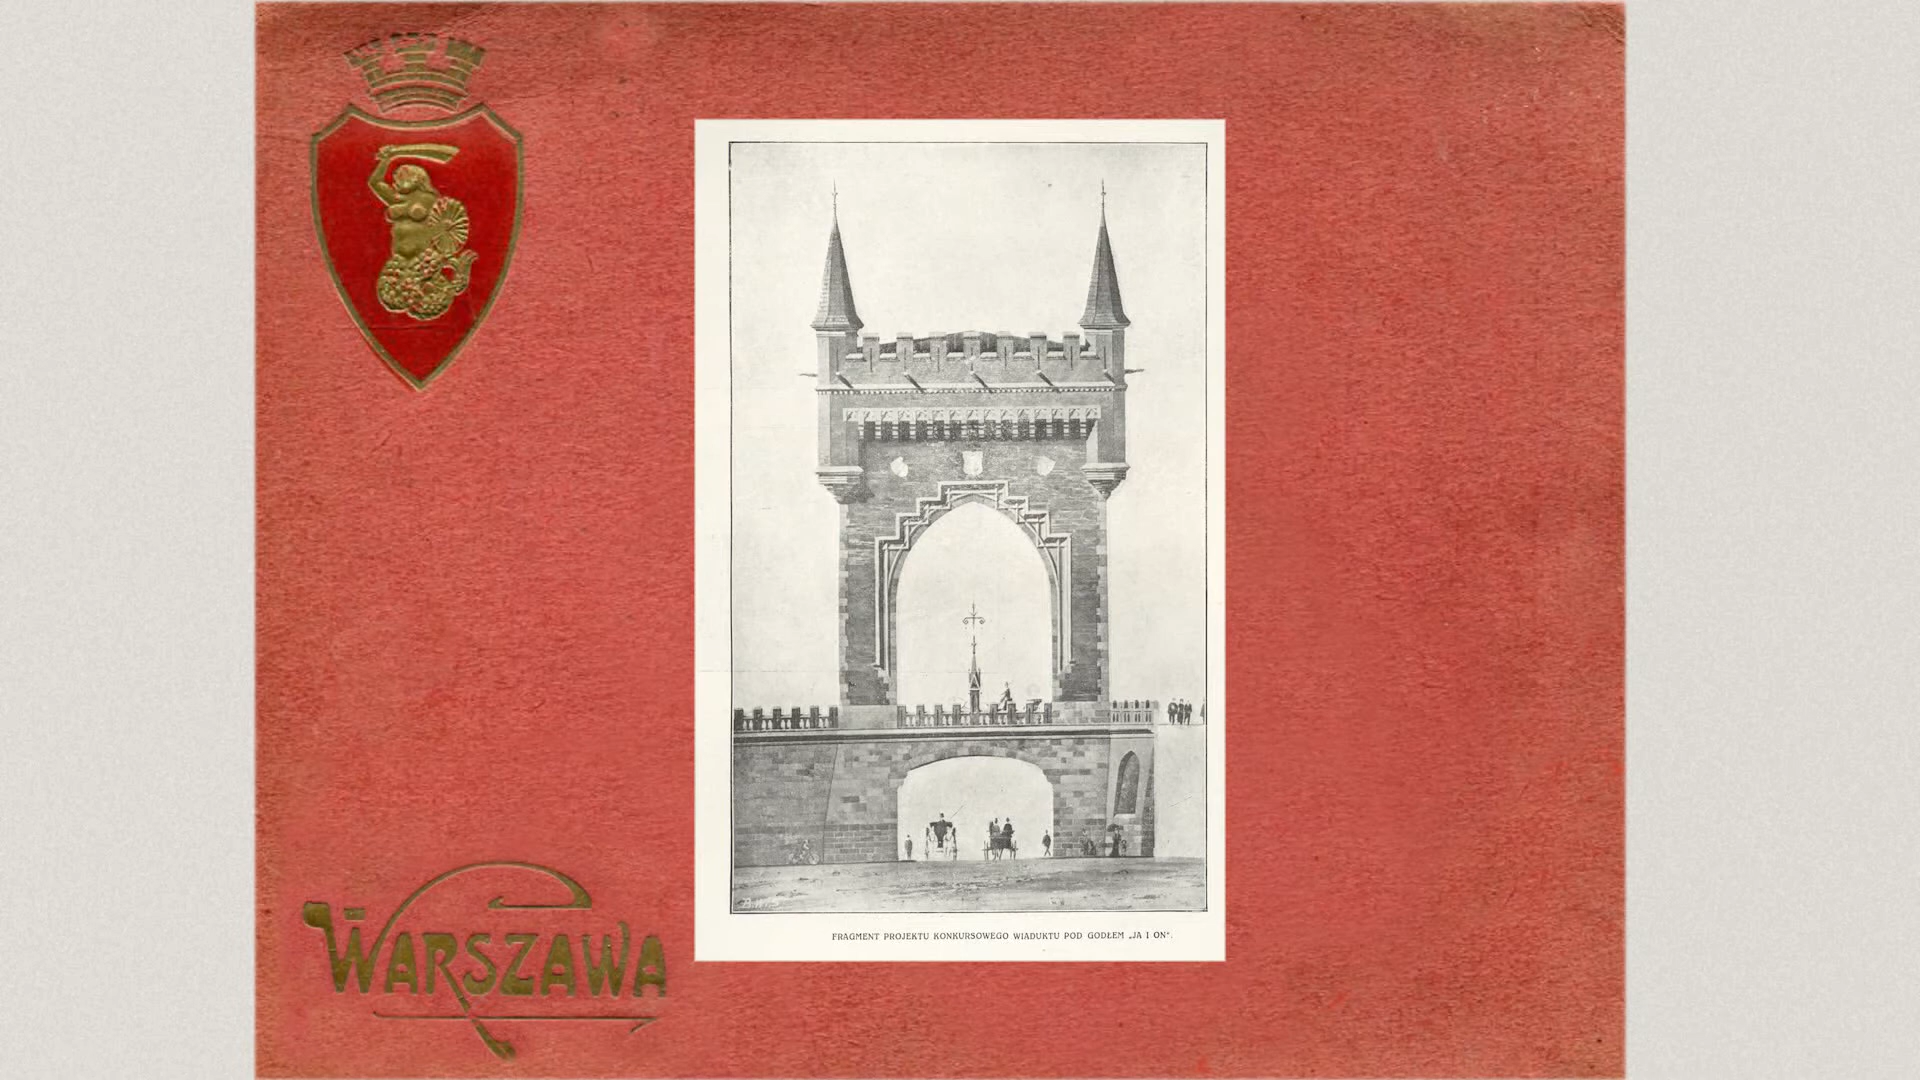 WARSZAWA
FRAGMENT PROJEKTU KONKURSOWEGO WIADUKTU POD GODŁEM „JA I ON“.